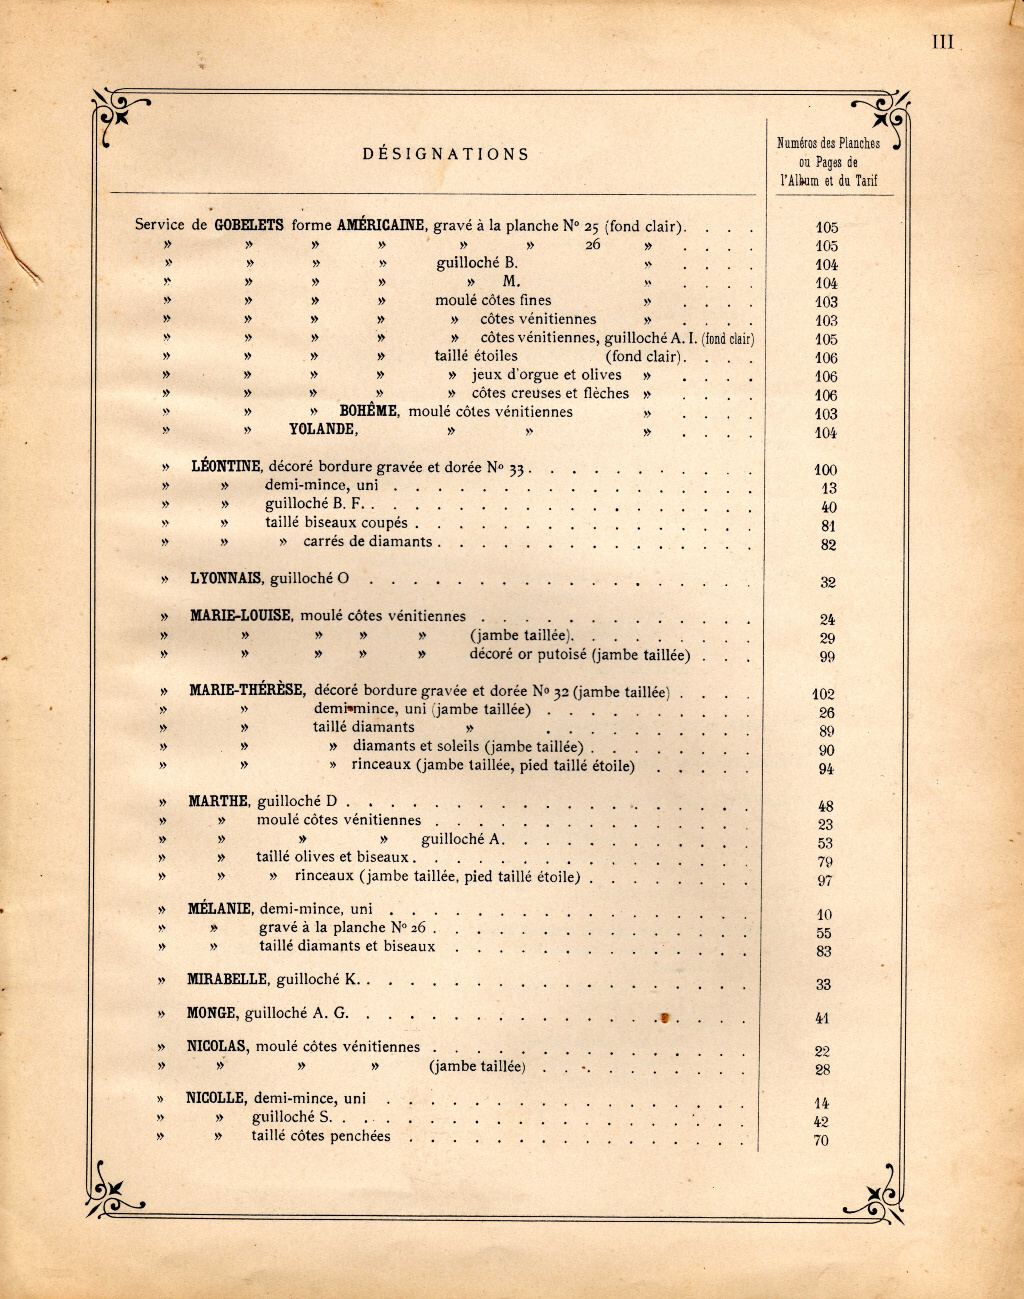 III
DÉSIGNATIONS
Numéros des Planches
ou Pages de
l'Album et du Tarif
Service de GOBELETS forme AMÉRICAINE, gravé à la planche Nº 25 (fond clair). . . . 105
» » » » » » 26 » . . . . 105
» » » » guilloché B. » . . . . 104
» » » » » M. » . . . . 104
» » » » moulé côtes fines » . . . . 103
» » » » » côtes vénitiennes » . . . . 103
» » » » » côtes vénitiennes, guilloché A. I. (fond clair) 105
» » » » taillé étoiles (fond clair). . . . 106
» » » » » jeux d'orgue et olives » . . . . 106
» » » » » côtes creuses et flèches » . . . . 106
» » » BOHÊME, moulé côtes vénitiennes » . . . . 103
» » YOLANDE, » » » . . . . 104
» LÉONTINE, décoré bordure gravée et dorée Nº 33 . . . . . . . . . . 100
» » demi-mince, uni . . . . . . . . . . . . . . . . . 13
» » guilloché B. F. . . . . . . . . . . . . . . . . . 40
» » taillé biseaux coupés . . . . . . . . . . . . . . . . 81
» » » carrés de diamants . . . . . . . . . . . . . . . 82
» LYONNAIS, guilloché O . . . . . . . . . . . . . . . . . 32
» MARIE-LOUISE, moulé côtes vénitiennes . . . . . . . . . . . . . 24
» » » » » (jambe taillée). . . . . . . . . 29
» » » » » décoré or putoisé (jambe taillée) . . . 99
» MARIE-THÉRÈSE, décoré bordure gravée et dorée Nº 32 (jambe taillée) . . . . 102
» » demi-mince, uni (jambe taillée) . . . . . . . . . . 26
» » taillé diamants » . . . . . . . . . . 89
» » » diamants et soleils (jambe taillée) . . . . . . . . 90
» » » rinceaux (jambe taillée, pied taillé étoile) . . . . . 94
» MARTHE, guilloché D . . . . . . . . . . . . . . . . . . 48
» » moulé côtes vénitiennes . . . . . . . . . . . . . . . 23
» » » » guilloché A. . . . . . . . . . . . 53
» » taillé olives et biseaux . . . . . . . . . . . . . . . . 79
» » » rinceaux (jambe taillée, pied taillé étoile) . . . . . . . . 97
» MÉLANIE, demi-mince, uni . . . . . . . . . . . . . . . . 10
» » gravé à la planche Nº 26 . . . . . . . . . . . . . . . 55
» » taillé diamants et biseaux . . . . . . . . . . . . . . 83
» MIRABELLE, guilloché K. . . . . . . . . . . . . . . . . . 33
» MONGE, guilloché A. G. . . . . . . . . . . . . . . . . . 41
» NICOLAS, moulé côtes vénitiennes . . . . . . . . . . . . . . 22
» » » » (jambe taillée) . . . . . . . . . . 28
» NICOLLE, demi-mince, uni . . . . . . . . . . . . . . . . 14
» » guilloché S. . . . . . . . . . . . . . . . . . . 42
» » taillé côtes penchées . . . . . . . . . . . . . . . . 70